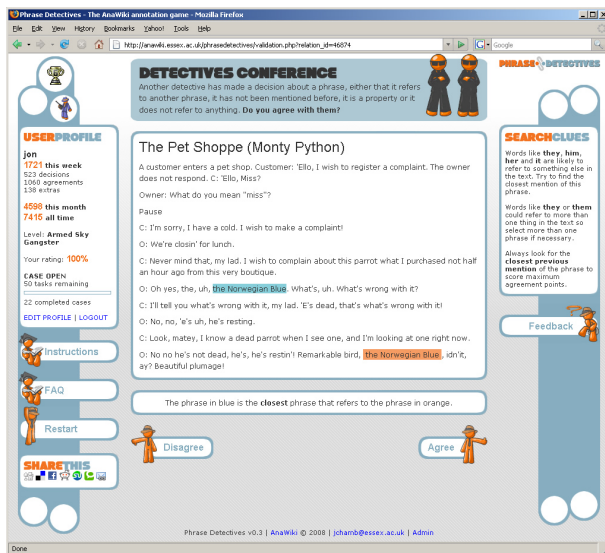 Phrase Detectives - The AnaWiki annotation game - Mozilla Firefox
File Edit View History Bookmarks Yahoo! Tools Help
http://anawiki.essex.ac.uk/phrasedetectives/validation.php?relation_id=46874
Google
DETECTIVES CONFERENCE
Another detective has made a decision about a phrase, either that it refers
to another phrase, it has not been mentioned before, it is a property or it
does not refer to anything. Do you agree with them?
PHRASE DETECTIVES
USERPROFILE
jon
1721 this week
523 decisions
1060 agreements
138 extras
4598 this month
7415 all time
Level: Armed Sky
Gangster
Your rating: 100%
CASE OPEN
50 tasks remaining
22 completed cases
EDIT PROFILE | LOGOUT
Instructions
FAQ
Restart
SHARETHIS
The Pet Shoppe (Monty Python)
A customer enters a pet shop. Customer: 'Ello, I wish to register a complaint. The owner
does not respond. C: 'Ello, Miss?
Owner: What do you mean "miss"?
Pause
C: I'm sorry, I have a cold. I wish to make a complaint!
O: We're closin' for lunch.
C: Never mind that, my lad. I wish to complain about this parrot what I purchased not half
an hour ago from this very boutique.
O: Oh yes, the, uh, the Norwegian Blue. What's, uh. What's wrong with it?
C: I'll tell you what's wrong with it, my lad. 'E's dead, that's what's wrong with it!
O: No, no, 'e's uh, he's resting.
C: Look, matey, I know a dead parrot when I see one, and I'm looking at one right now.
O: No no he's not dead, he's, he's restin'! Remarkable bird, the Norwegian Blue, idn'it,
ay? Beautiful plumage!
The phrase in blue is the closest phrase that refers to the phrase in orange.
Disagree
Agree
SEARCHCLUES
Words like they, him,
her and it are likely to
refer to something else in
the text. Try to find the
closest mention of this
phrase.
Words like they or them
could refer to more than
one thing in the text so
select more than one
phrase if necessary.
Always look for the
closest previous
mention of the phrase to
score maximum
agreement points.
Feedback
Phrase Detectives v0.3 | AnaWiki © 2008 | jchamb@essex.ac.uk | Admin
Done